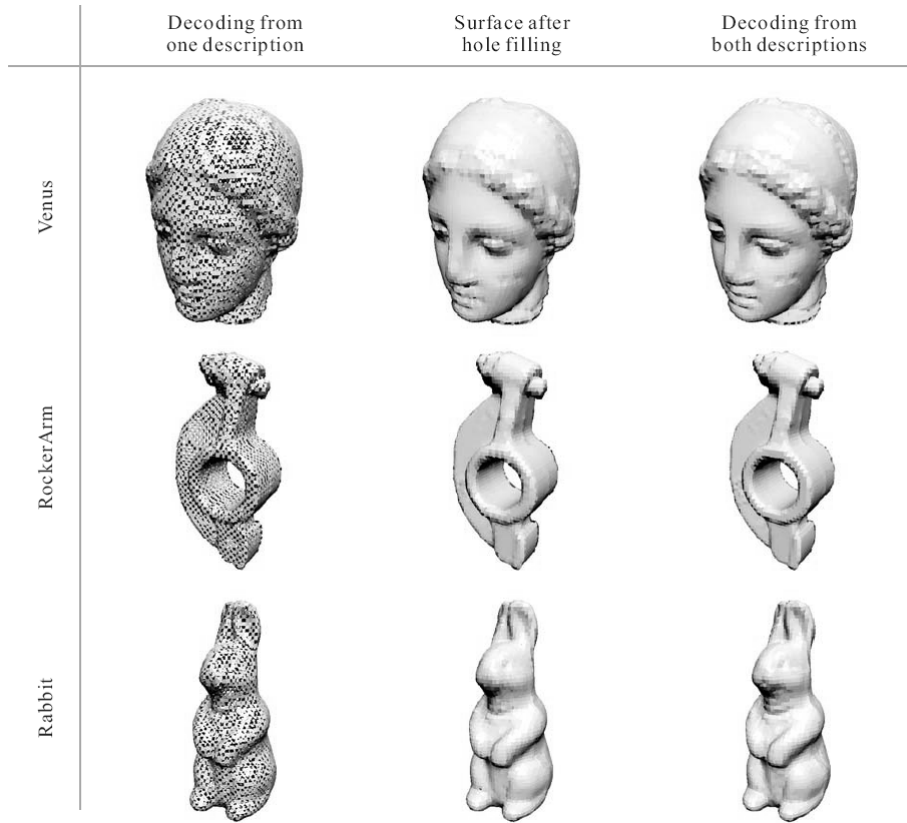 Decoding from
one description
Surface after
hole filling
Decoding from
both descriptions
Venus
RockerArm
Rabbit